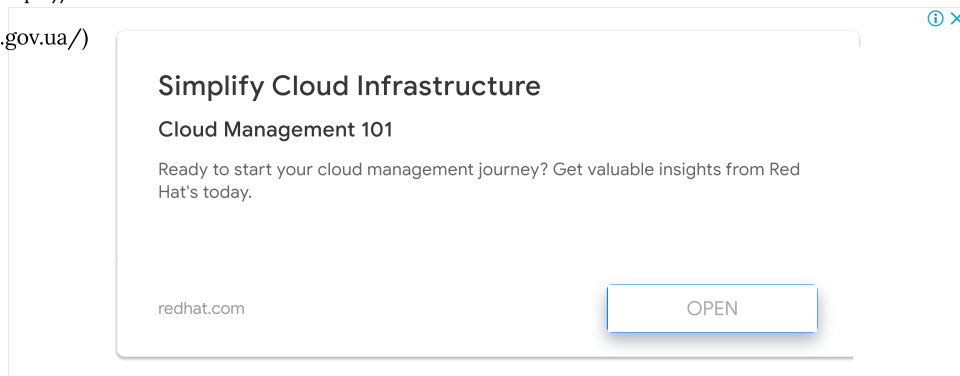 .gov.ua/)
Simplify Cloud Infrastructure
Cloud Management 101
Ready to start your cloud management journey? Get valuable insights from Red
Hat's today.
redhat.com
OPEN